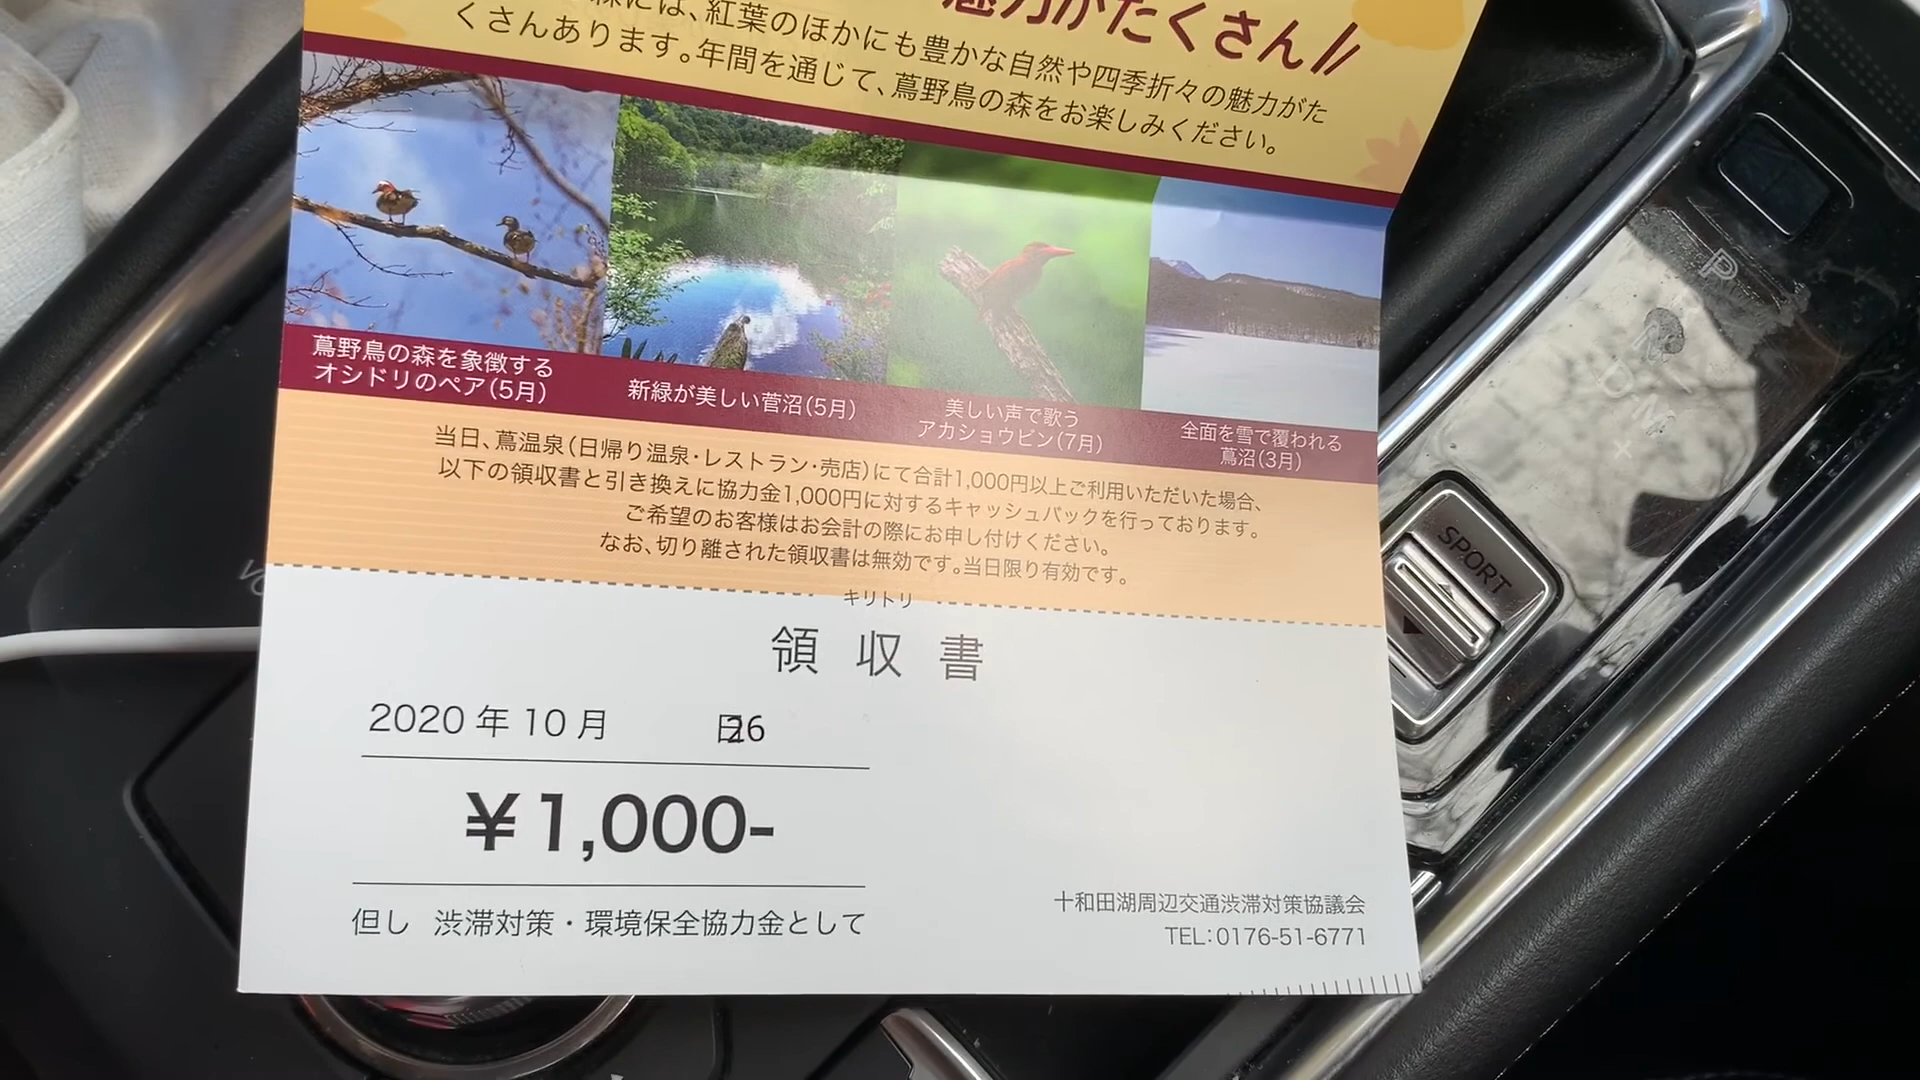 魅力がたくさん
には、紅葉のほかにも豊かな自然や四季折々の魅力がた
くさんあります。年間を通じて、蔦野鳥の森をお楽しみください。
蔦野鳥の森を象徴する
オシドリのペア(5月)
新緑が美しい菅沼(5月)
美しい声で歌う
アカショウビン(7月)
全面を雪で覆われる
蔦沼(3月)
当日、蔦温泉(日帰り温泉・レストラン・売店)にて合計1,000円以上ご利用いただいた場合、
以下の領収書と引き換えに協力金1,000円に対するキャッシュバックを行っております。
ご希望のお客様はお会計の際にお申し付けください。
なお、切り離された領収書は無効です。当日限り有効です。
キリトリ
領収書
2020年10月 日26
¥1,000-
但し 渋滞対策・環境保全協力金として
十和田湖周辺交通渋滞対策協議会
TEL:0176-51-6771
P
SPORT